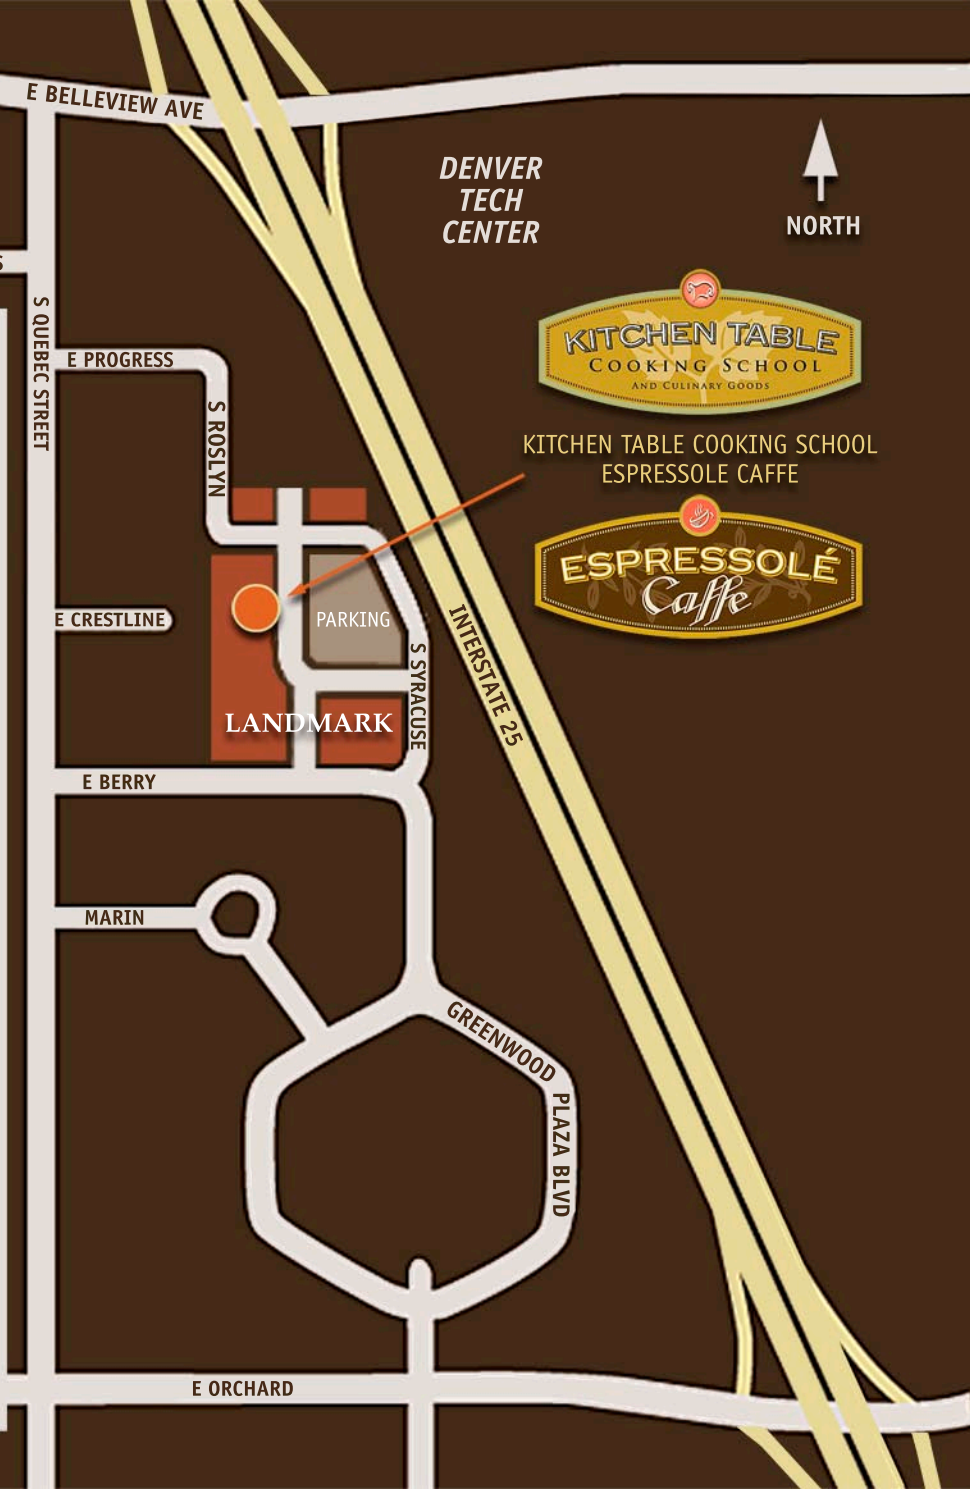 E BELLEVIEW AVE
DENVER
TECH
CENTER
NORTH
S
S QUEBEC STREET
E PROGRESS
S ROSLYN
KITCHEN TABLE
COOKING SCHOOL
AND CULINARY GOODS
KITCHEN TABLE COOKING SCHOOL
ESPRESSOLE CAFFE
ESPRESSOLÉ
Caffe
E CRESTLINE
PARKING
INTERSTATE 25
S SYRACUSE
LANDMARK
E BERRY
MARIN
GREENWOOD
PLAZA BLVD
E ORCHARD